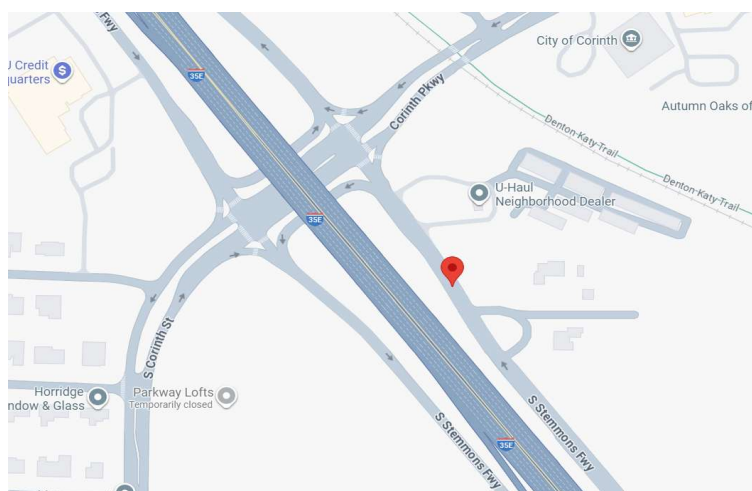 s Fwy
City of Corinth
J Credit
quarters
$
35E
Corinth Pkwy
Autumn Oaks of
Denton-Katy Trail
Denton-Katy Trail
U-Haul
Neighborhood Dealer
35E
S Corinth St
Horridge
ndow & Glass
Parkway Lofts
Temporarily closed
S Stemmons Fwy
S Stemmons Fwy
35E